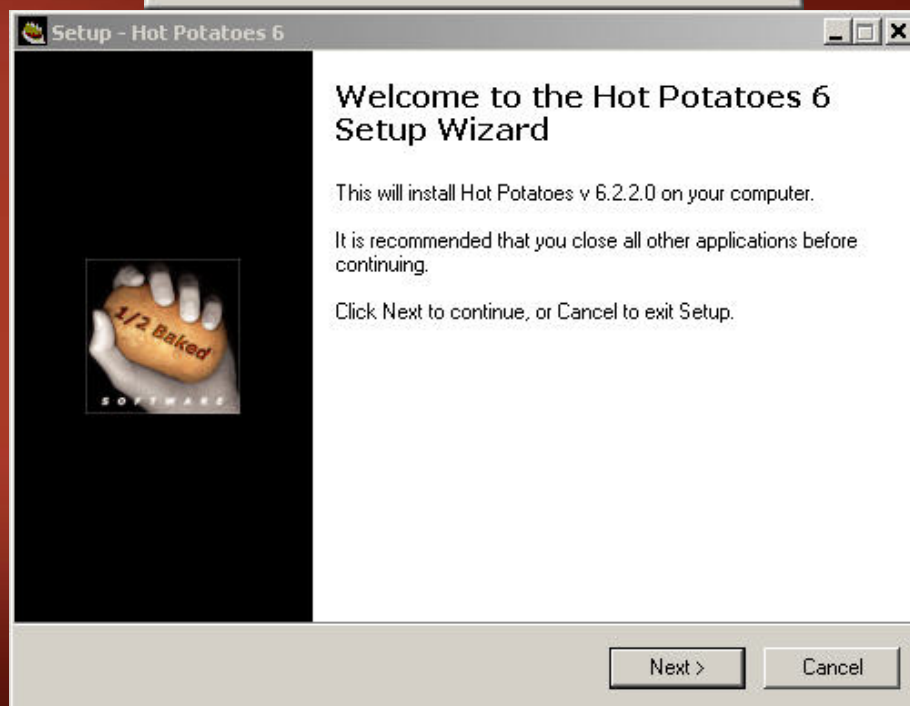 Setup - Hot Potatoes 6
Welcome to the Hot Potatoes 6
Setup Wizard
This will install Hot Potatoes v 6.2.2.0 on your computer.
It is recommended that you close all other applications before
continuing.
Click Next to continue, or Cancel to exit Setup.
1/2 Baked
SOFTWARE
Next >
Cancel